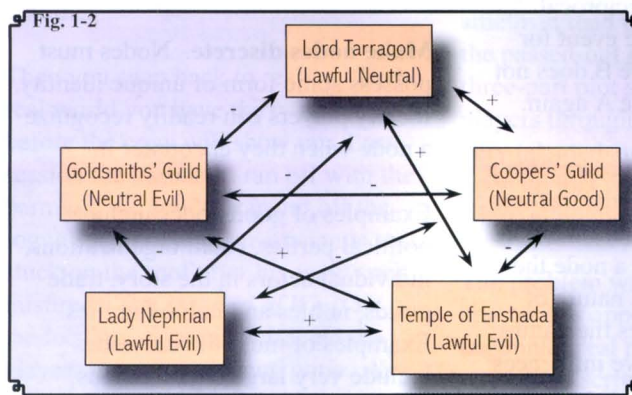 Fig. 1-2
Lord Tarragon
(Lawful Neutral)
-
+
+
Goldsmiths' Guild
(Neutral Evil)
-
Coopers' Guild
(Neutral Good)
-
+
-
-
Lady Nephrian
(Lawful Evil)
+
Temple of Enshada
(Lawful Evil)